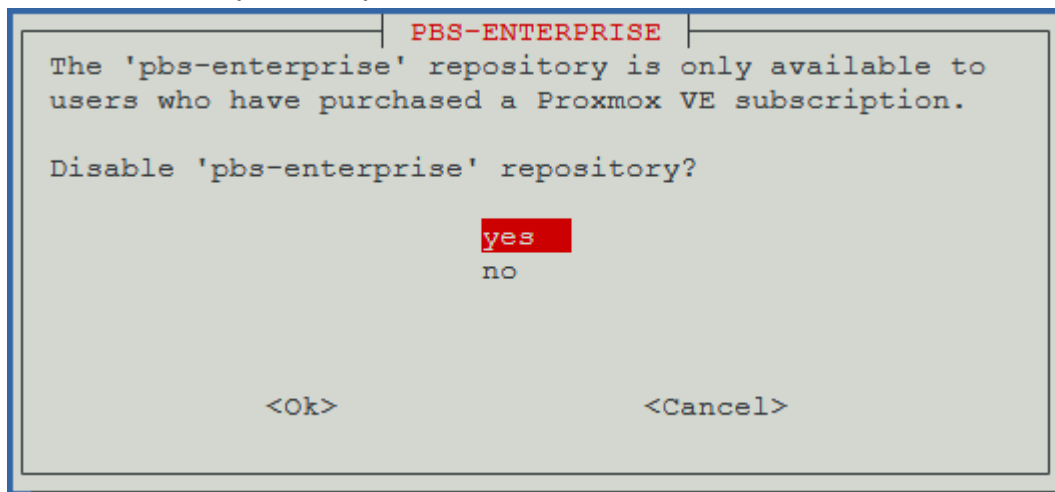 PBS-ENTERPRISE
The 'pbs-enterprise' repository is only available to
users who have purchased a Proxmox VE subscription.
Disable 'pbs-enterprise' repository?
yes
no
<Ok> <Cancel>